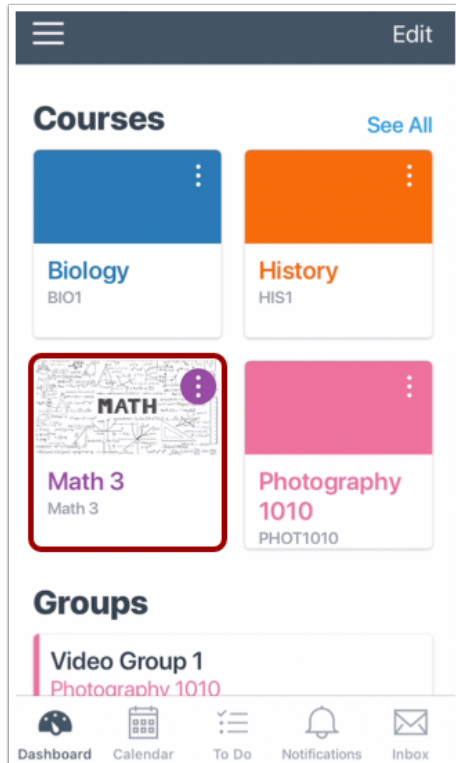 Edit
Courses
See All
Biology
BIO1
History
HIS1
MATH
Math 3
Math 3
Photography
1010
PHOT1010
Groups
Video Group 1
Photography 1010
Dashboard
Calendar
To Do
Notifications
Inbox